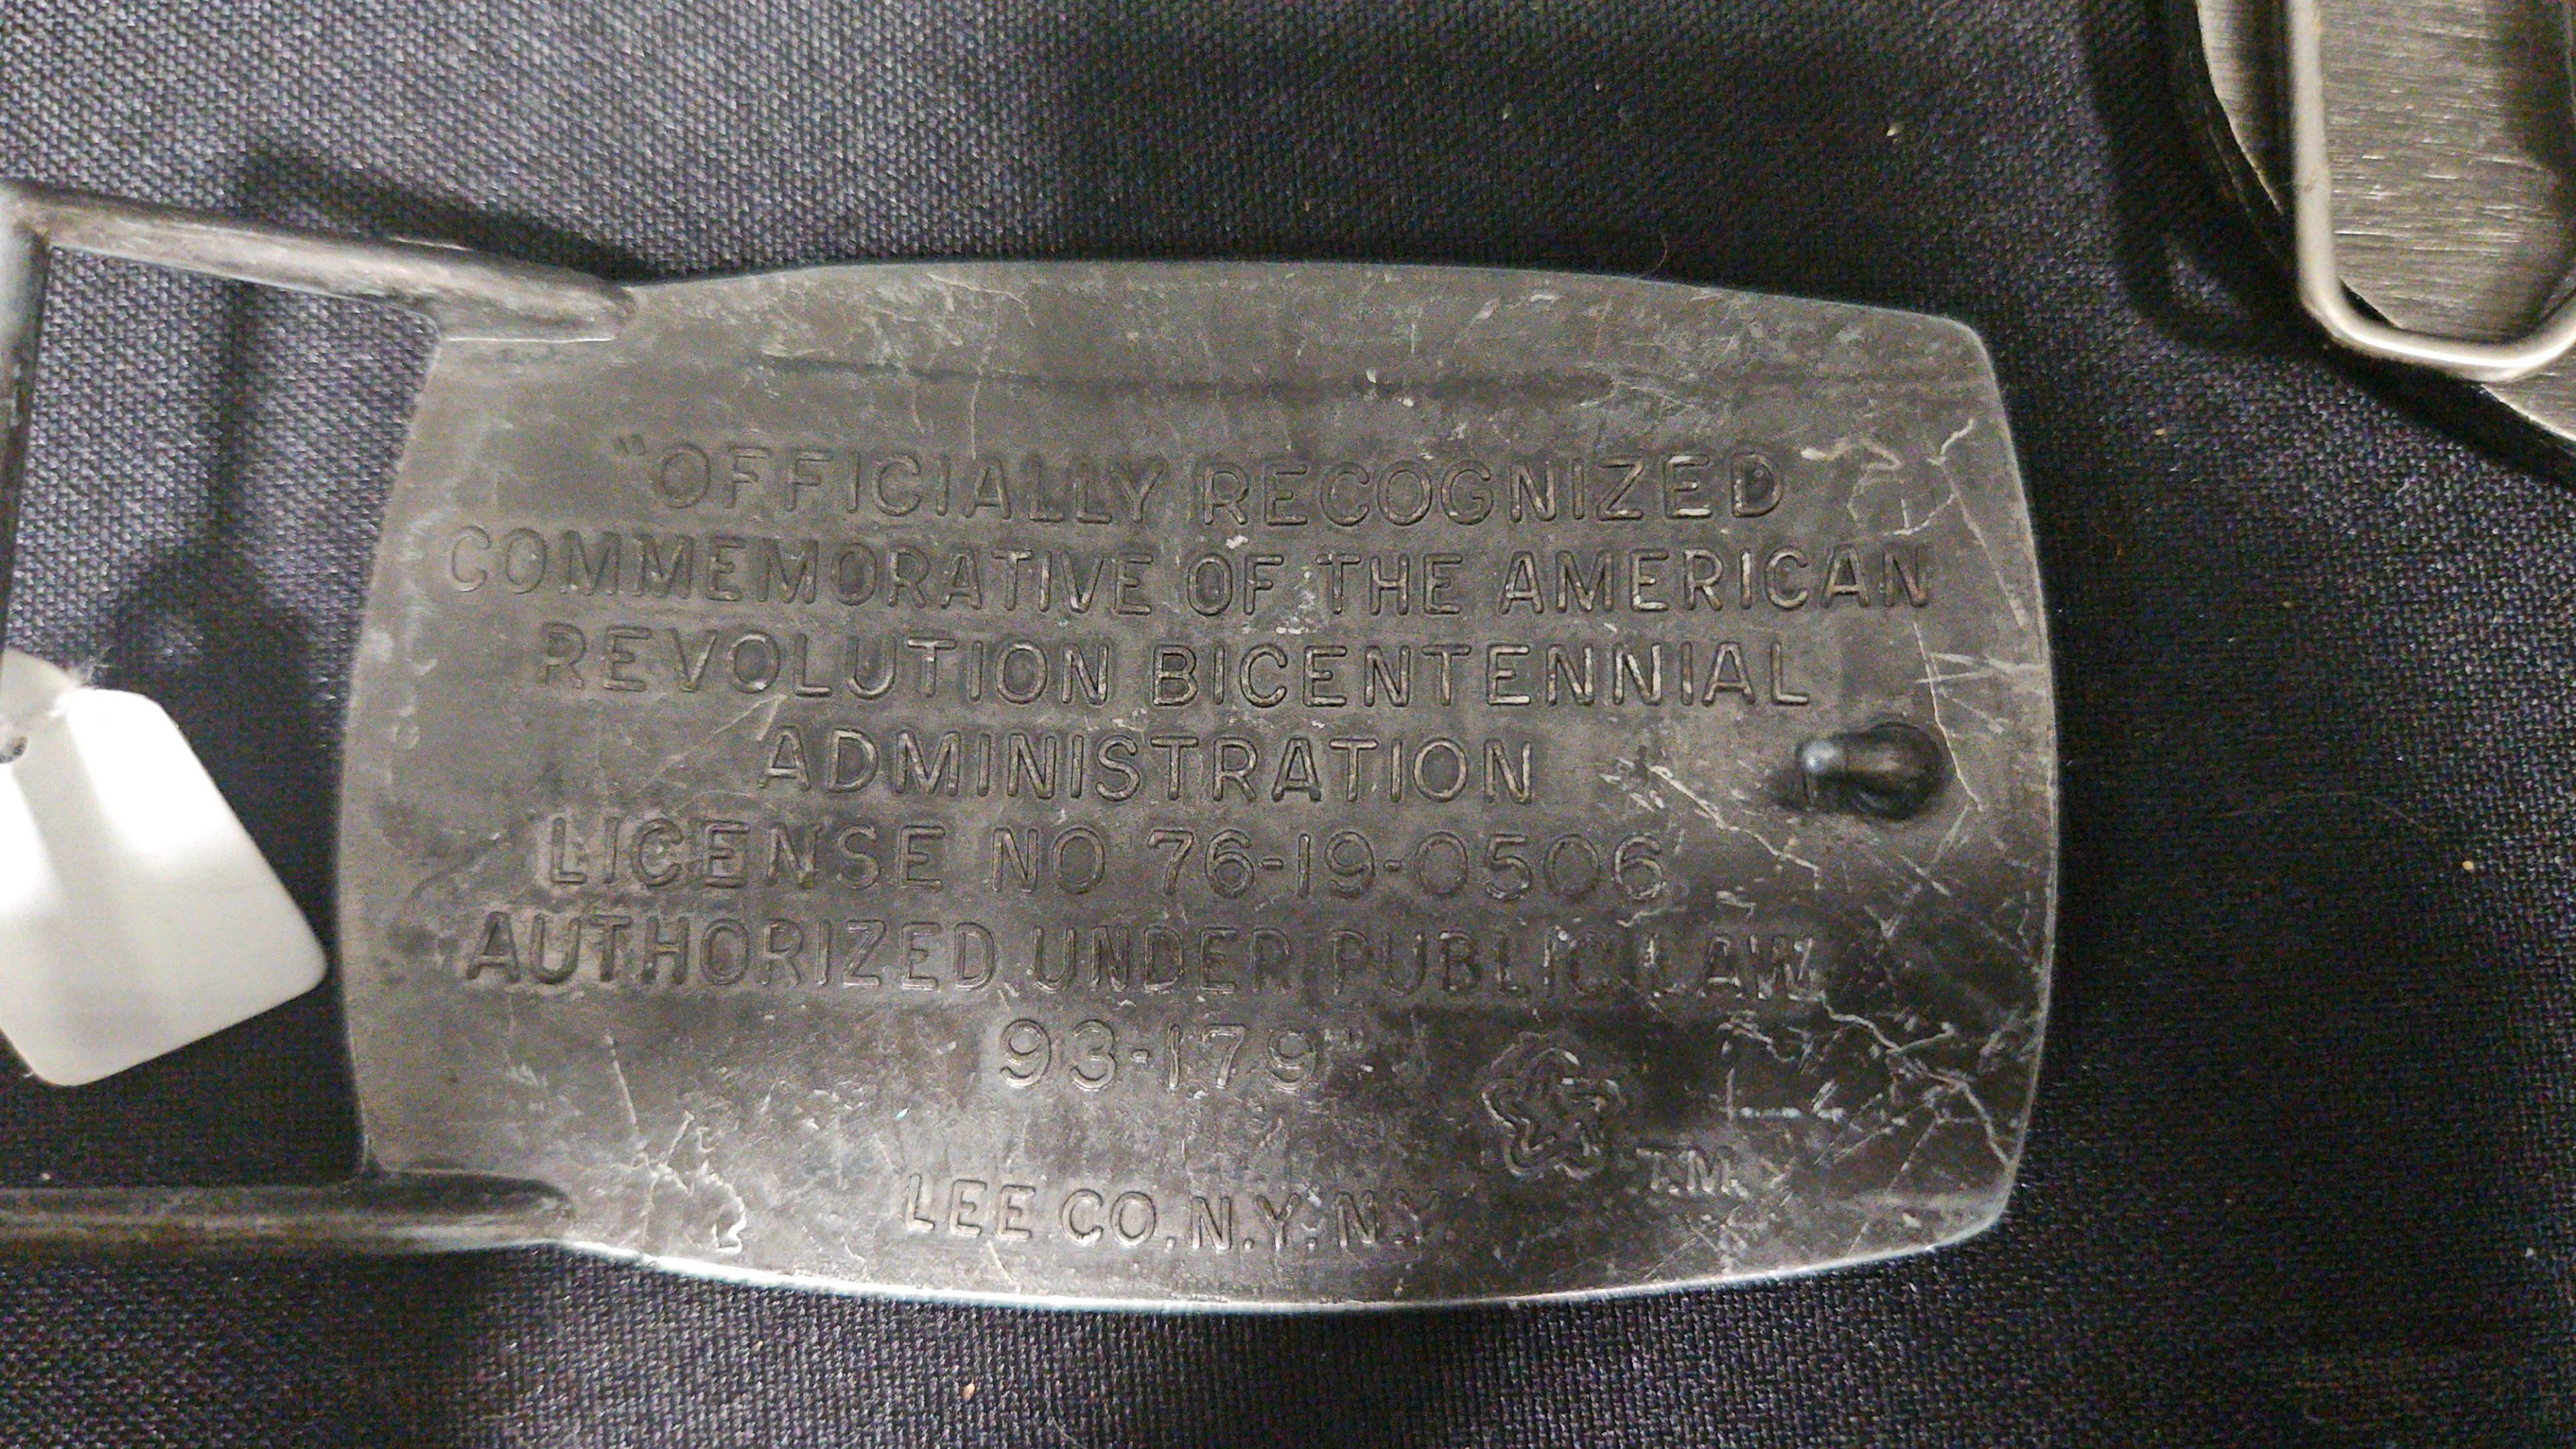 "OFFICIALLY RECOGNIZED
COMMEMORATIVE OF THE AMERICAN
REVOLUTION BICENTENNIAL
ADMINISTRATION
LICENSE NO 76-19-0506
AUTHORIZED UNDER PUBLIC LAW
93-179"
T.M.
LEE CO. N.Y. N.Y.